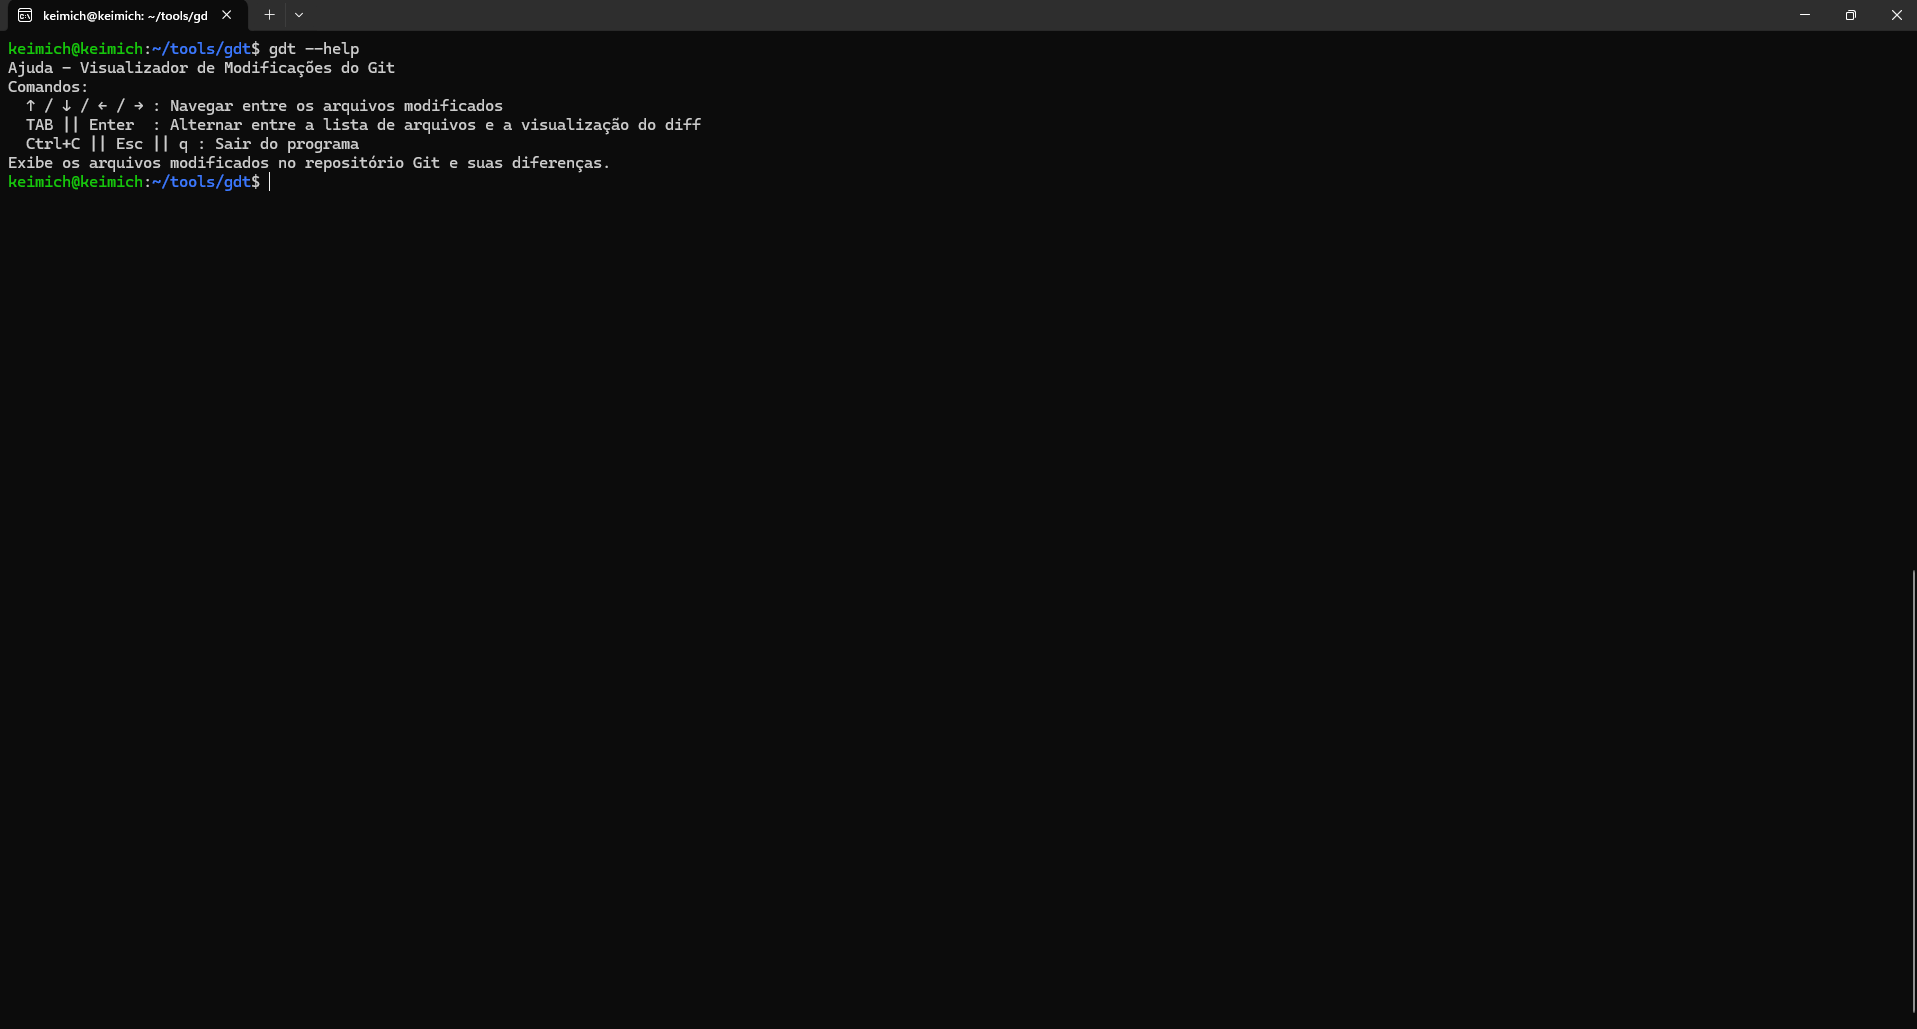 keimich@keimich: ~/tools/gd
keimich@keimich:~/tools/gdt$ gdt --help
Ajuda - Visualizador de Modificações do Git
Comandos:
  ↑ / ↓ / ← / → : Navegar entre os arquivos modificados
  TAB || Enter  : Alternar entre a lista de arquivos e a visualização do diff
  Ctrl+C || Esc || q : Sair do programa
Exibe os arquivos modificados no repositório Git e suas diferenças.
keimich@keimich:~/tools/gdt$